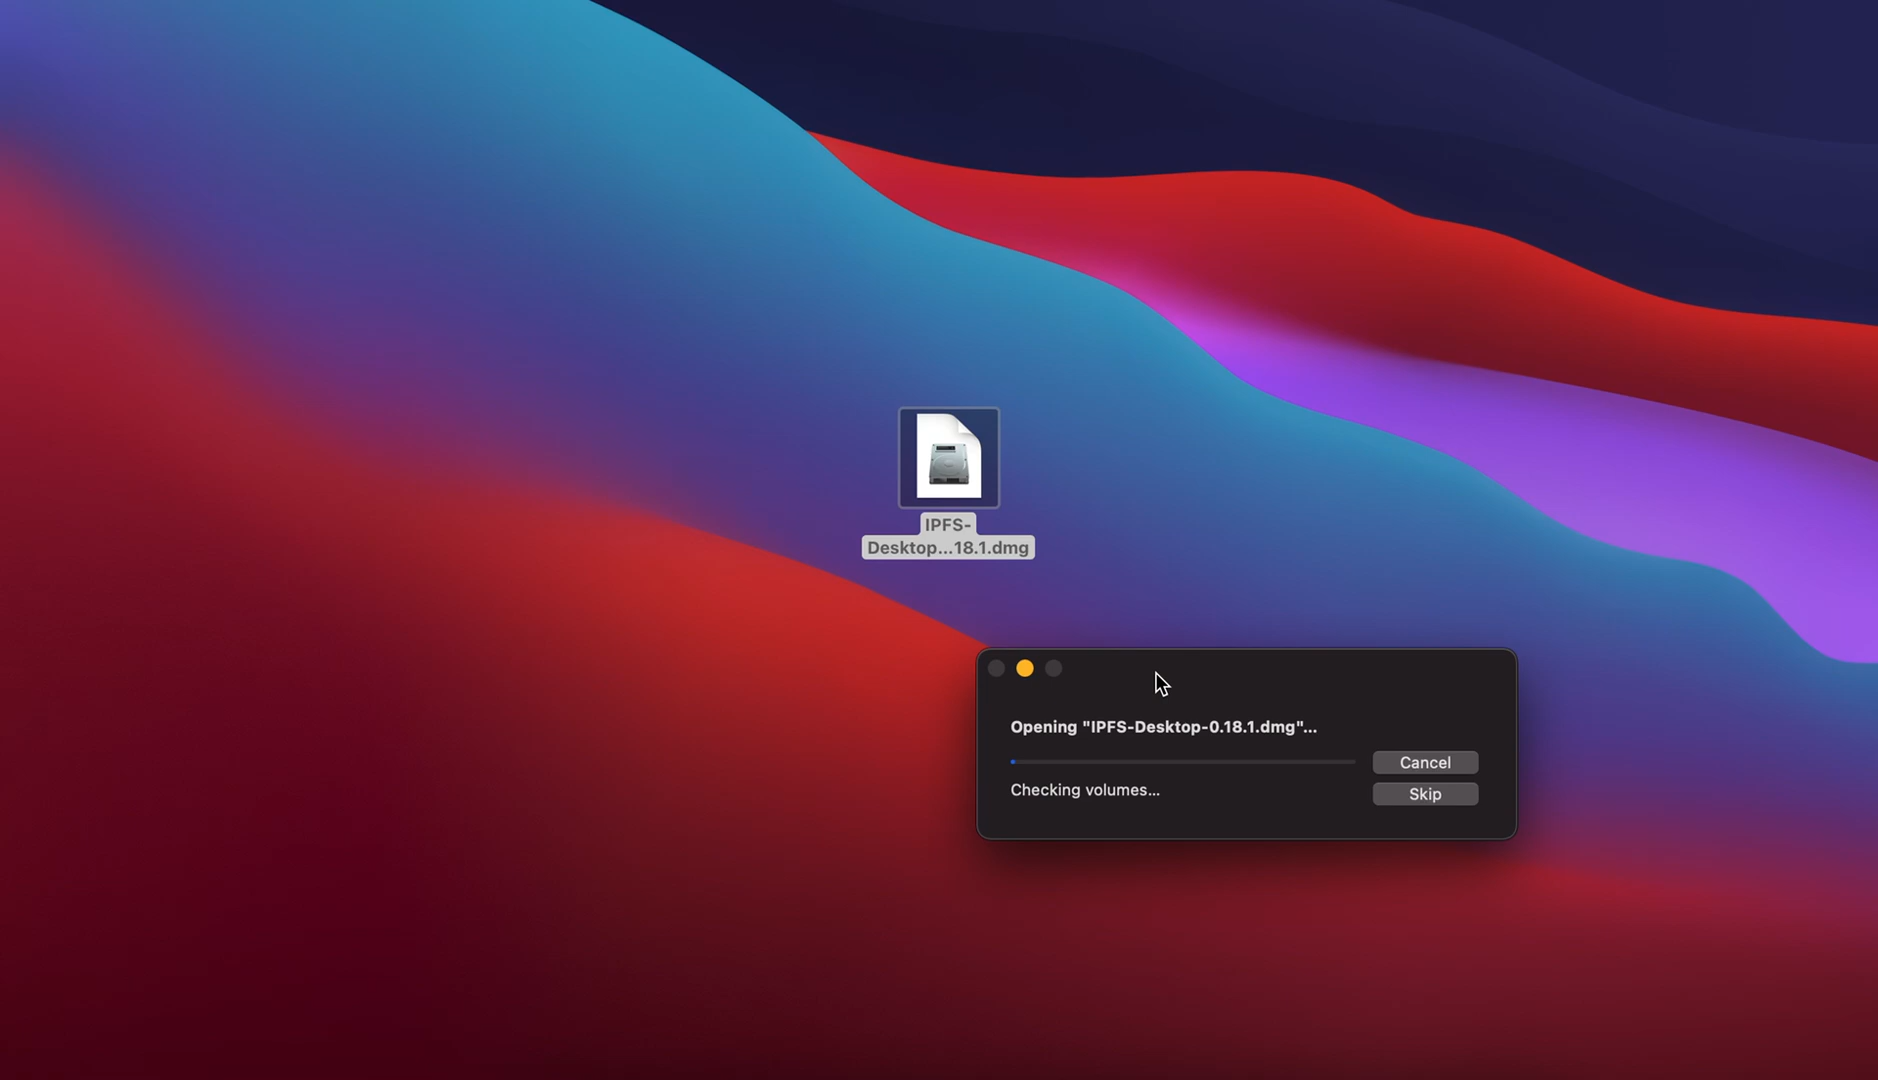 IPFS-
Desktop...18.1.dmg
Opening "IPFS-Desktop-0.18.1.dmg"...
Cancel
Checking volumes...
Skip